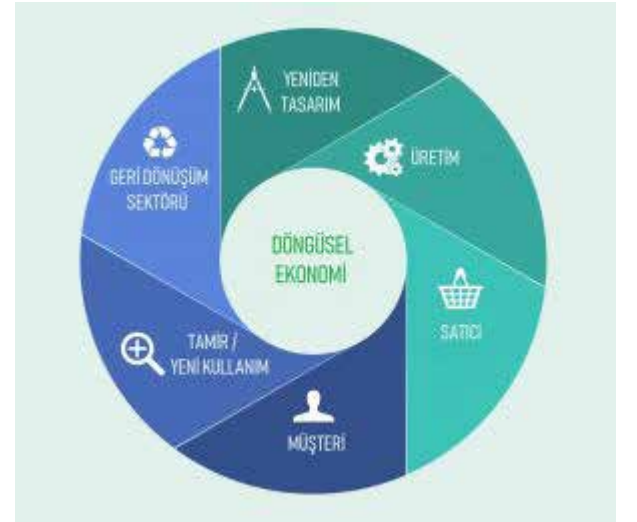 YENİDEN
TASARIM
ÜRETİM
SATICI
MÜŞTERİ
TAMİR /
YENİ KULLANIM
GERİ DÖNÜŞÜM
SEKTÖRÜ
DÖNGÜSEL
EKONOMİ